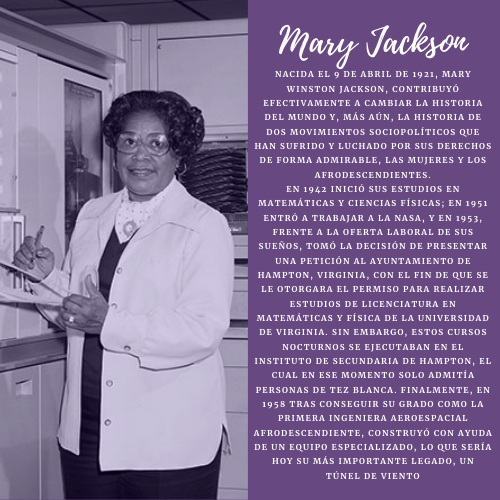 Mary Jackson
NACIDA EL 9 DE ABRIL DE 1921, MARY
WINSTON JACKSON, CONTRIBUYÓ
EFECTIVAMENTE A CAMBIAR LA HISTORIA
DEL MUNDO Y, MÁS AÚN, LA HISTORIA DE
DOS MOVIMIENTOS SOCIOPOLÍTICOS QUE
HAN SUFRIDO Y LUCHADO POR SUS DERECHOS
DE FORMA ADMIRABLE, LAS MUJERES Y LOS
AFRODESCENDIENTES.
EN 1942 INICIÓ SUS ESTUDIOS EN
MATEMÁTICAS Y CIENCIAS FÍSICAS; EN 1951
ENTRÓ A TRABAJAR A LA NASA, Y EN 1953,
FRENTE A LA OFERTA LABORAL DE SUS
SUEÑOS, TOMÓ LA DECISIÓN DE PRESENTAR
UNA PETICIÓN AL AYUNTAMIENTO DE
HAMPTON, VIRGINIA, CON EL FIN DE QUE SE
LE OTORGARA EL PERMISO PARA REALIZAR
ESTUDIOS DE LICENCIATURA EN
MATEMÁTICAS Y FÍSICA DE LA UNIVERSIDAD
DE VIRGINIA. SIN EMBARGO, ESTOS CURSOS
NOCTURNOS SE EJECUTABAN EN EL
INSTITUTO DE SECUNDARIA DE HAMPTON, EL
CUAL EN ESE MOMENTO SOLO ADMITÍA
PERSONAS DE TEZ BLANCA. FINALMENTE, EN
1958 TRAS CONSEGUIR SU GRADO COMO LA
PRIMERA INGENIERA AEROESPACIAL
AFRODESCENDIENTE, CONSTRUYÓ CON AYUDA
DE UN EQUIPO ESPECIALIZADO, LO QUE SERÍA
HOY SU MÁS IMPORTANTE LEGADO, UN
TÚNEL DE VIENTO